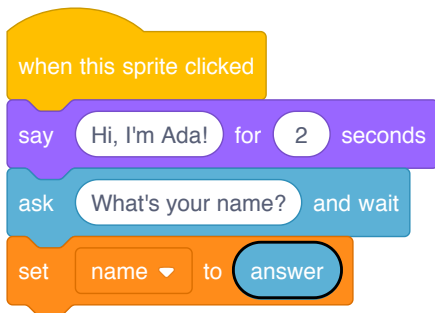 when this sprite clicked
say Hi, I'm Ada! for 2 seconds
ask What's your name? and wait
set name to answer